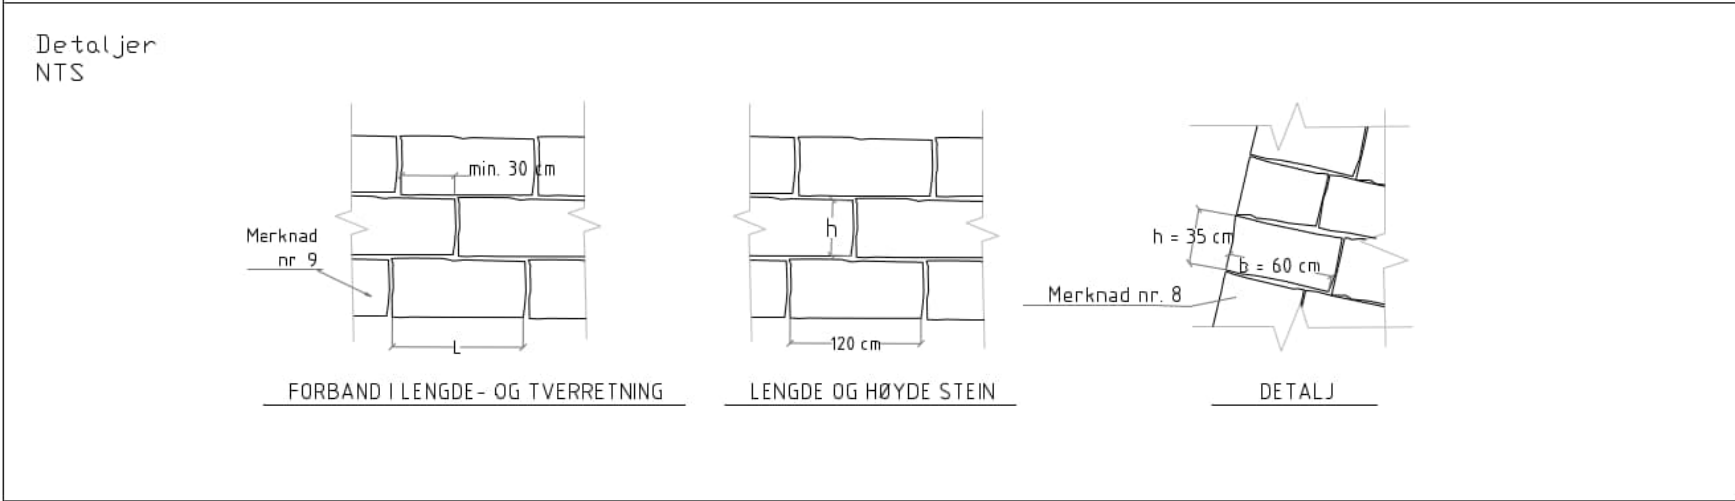 Detaljer
NTS
min. 30 cm
Merknad
nr 9
L
FORBAND I LENGDE- OG TVERRETNING
h
120 cm
LENGDE OG HØYDE STEIN
h = 35 cm
B = 60 cm
Merknad nr. 8
DETALJ